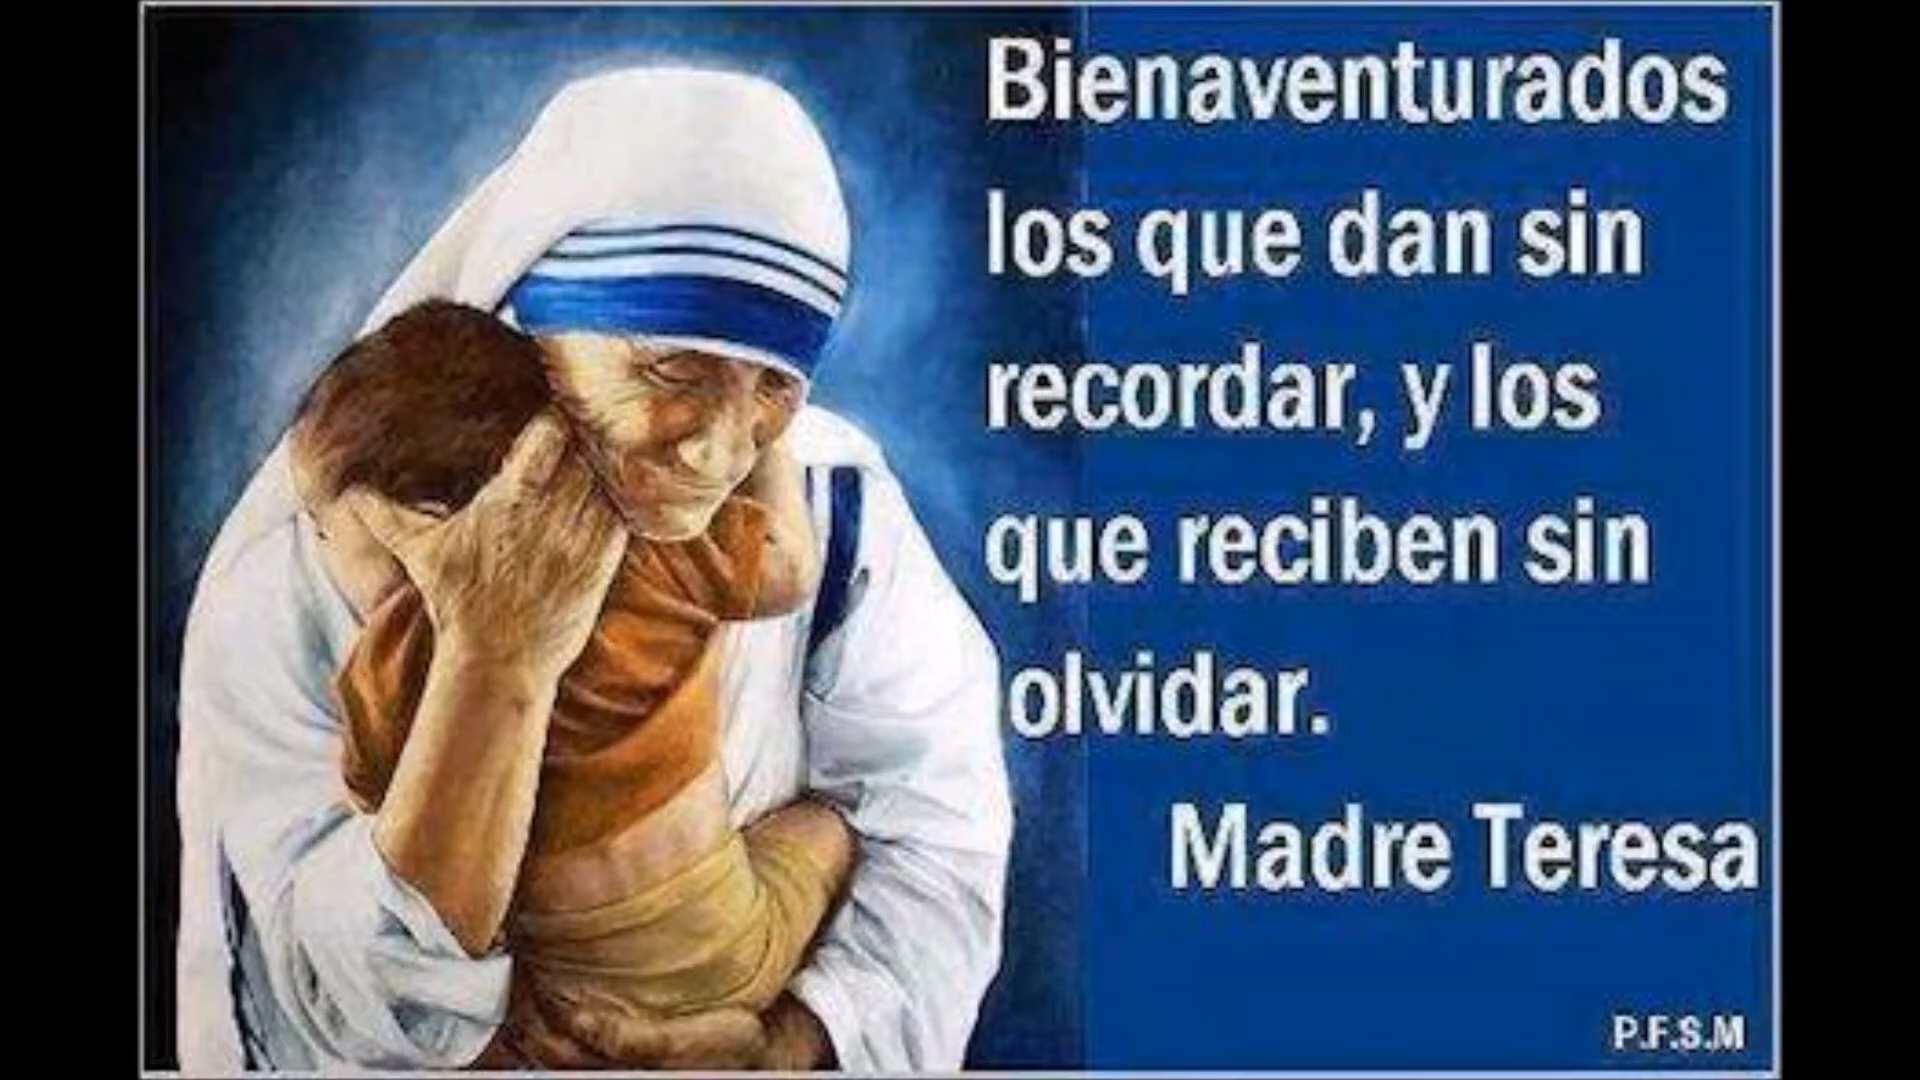 Bienaventurados
los que dan sin
recordar, y los
que reciben sin
olvidar.
Madre Teresa
P.F.S.M